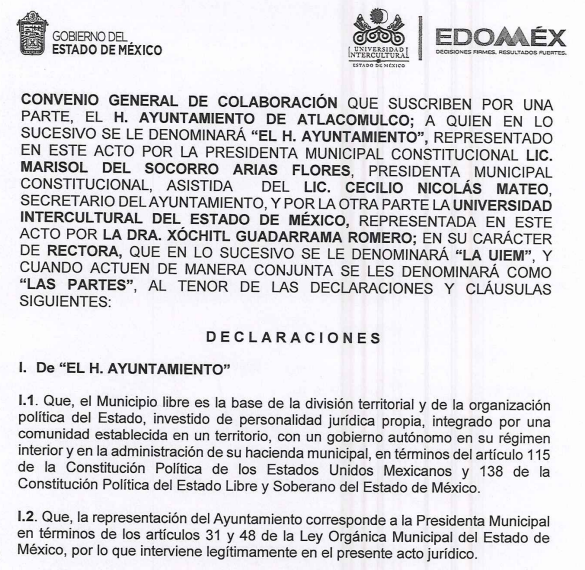 GOBIERNO DEL
ESTADO DE MÉXICO
UNIVERSIDAD
INTERCULTURAL
ESTADO DE MÉXICO
EDOMÉX
DECISIONES FIRMES, RESULTADOS FUERTES.
CONVENIO GENERAL DE COLABORACIÓN QUE SUSCRIBEN POR UNA
PARTE, EL H. AYUNTAMIENTO DE ATLACOMULCO; A QUIEN EN LO
SUCESIVO SE LE DENOMINARÁ “EL H. AYUNTAMIENTO”, REPRESENTADO
EN ESTE ACTO POR LA PRESIDENTA MUNICIPAL CONSTITUCIONAL LIC.
MARISOL DEL SOCORRO ARIAS FLORES, PRESIDENTA MUNICIPAL
CONSTITUCIONAL, ASISTIDA DEL LIC. CECILIO NICOLÁS MATEO,
SECRETARIO DEL AYUNTAMIENTO, Y POR LA OTRA PARTE LA UNIVERSIDAD
INTERCULTURAL DEL ESTADO DE MÉXICO, REPRESENTADA EN ESTE
ACTO POR LA DRA. XÓCHITL GUADARRAMA ROMERO; EN SU CARÁCTER
DE RECTORA, QUE EN LO SUCESIVO SE LE DENOMINARÁ “LA UIEM”, Y
CUANDO ACTUEN DE MANERA CONJUNTA SE LES DENOMINARÁ COMO
“LAS PARTES”, AL TENOR DE LAS DECLARACIONES Y CLÁUSULAS
SIGUIENTES:
DECLARACIONES
I. De “EL H. AYUNTAMIENTO”
I.1. Que, el Municipio libre es la base de la división territorial y de la organización
política del Estado, investido de personalidad jurídica propia, integrado por una
comunidad establecida en un territorio, con un gobierno autónomo en su régimen
interior y en la administración de su hacienda municipal, en términos del artículo 115
de la Constitución Política de los Estados Unidos Mexicanos y 138 de la
Constitución Política del Estado Libre y Soberano del Estado de México.
I.2. Que, la representación del Ayuntamiento corresponde a la Presidenta Municipal
en términos de los artículos 31 y 48 de la Ley Orgánica Municipal del Estado de
México, por lo que interviene legítimamente en el presente acto jurídico.